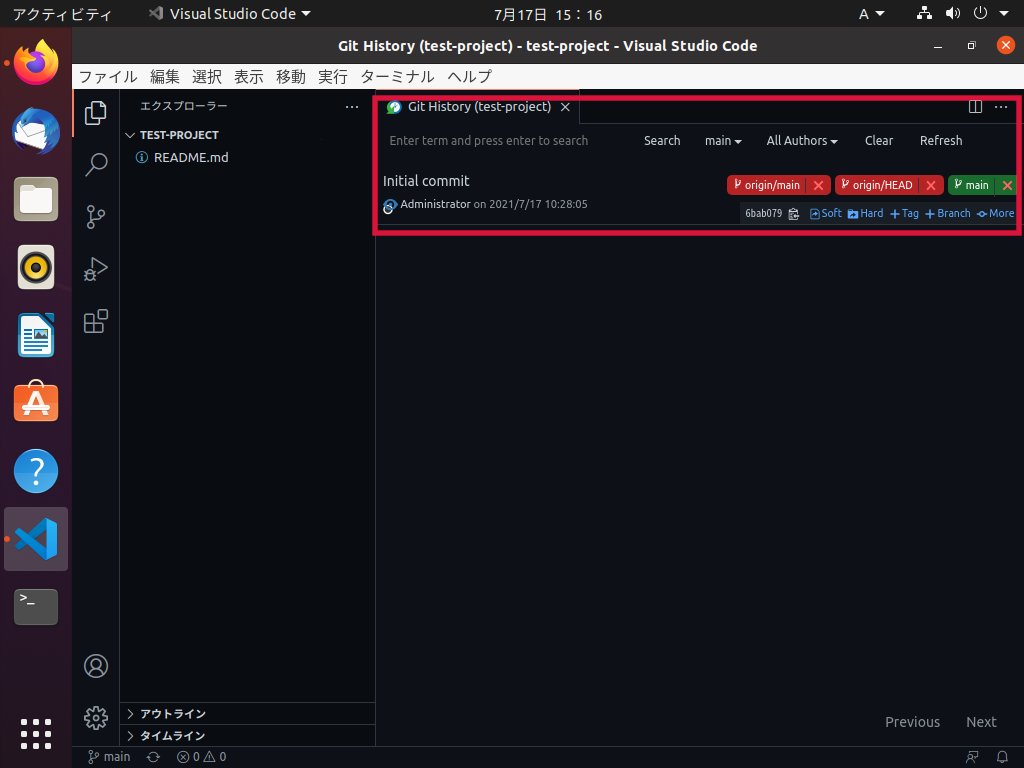 アクティビティ Visual Studio Code 7月17日 15：16 A
Git History (test-project) - test-project - Visual Studio Code
ファイル 編集 選択 表示 移動 実行 ターミナル ヘルプ
エクスプローラー ···
TEST-PROJECT
README.md
アウトライン
タイムライン
Git History (test-project) ···
Enter term and press enter to search Search main All Authors Clear Refresh
Initial commit origin/main origin/HEAD main
Administrator on 2021/7/17 10:28:05
6bab079 Soft Hard +Tag +Branch More
Previous Next
main 0 0